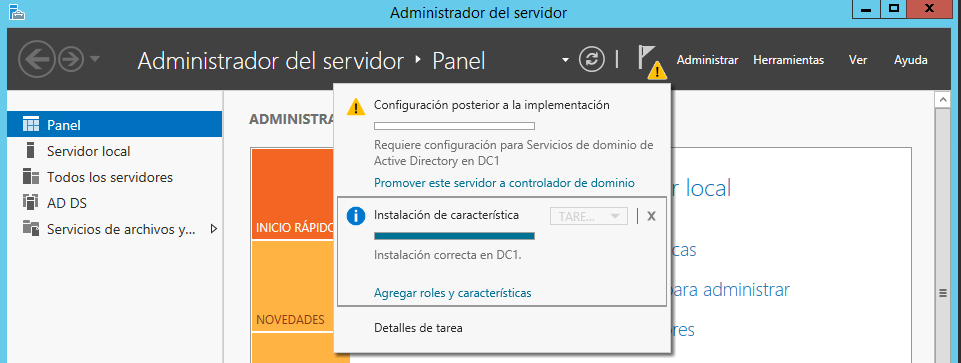 Administrador del servidor
Administrador del servidor ‣ Panel
Administrar Herramientas Ver Ayuda
Panel
Servidor local
Todos los servidores
AD DS
Servicios de archivos y...
ADMINISTRA
INICIO RÁPIDO
NOVEDADES
Configuración posterior a la implementación
Requiere configuración para Servicios de dominio de
Active Directory en DC1
Promover este servidor a controlador de dominio
Instalación de característica TARE... X
Instalación correcta en DC1.
Agregar roles y características
Detalles de tarea
r local
cas
para administrar
ores